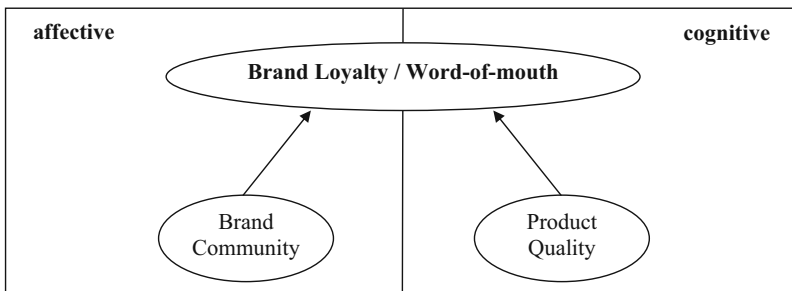 affective
cognitive
Brand Loyalty / Word-of-mouth
Brand
Community
Product
Quality